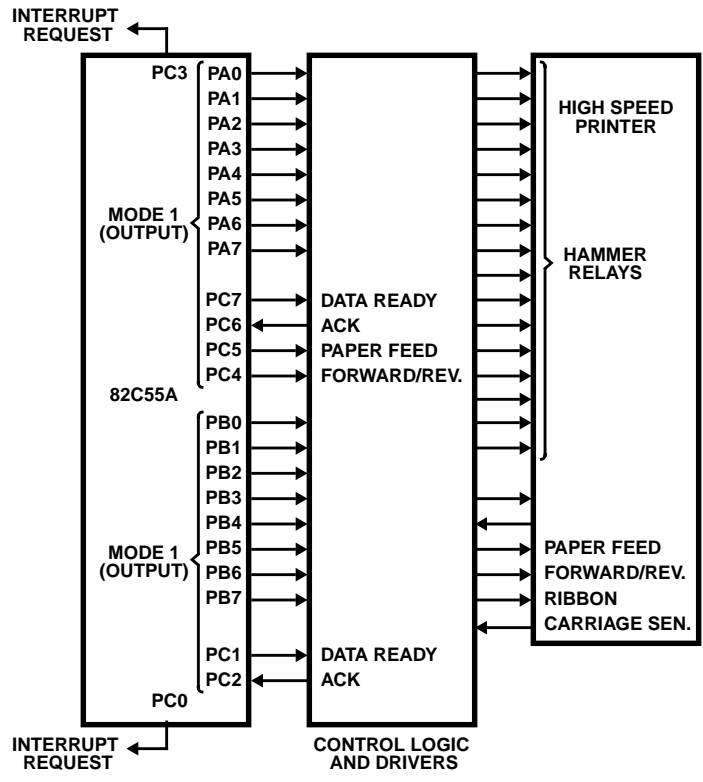 INTERRUPT
REQUEST
PC3
PA0
PA1
PA2
PA3
PA4
PA5
PA6
PA7
MODE 1
(OUTPUT)
PC7
PC6
PC5
PC4
82C55A
PB0
PB1
PB2
PB3
PB4
PB5
PB6
PB7
MODE 1
(OUTPUT)
PC1
PC2
PC0
INTERRUPT
REQUEST
DATA READY
ACK
PAPER FEED
FORWARD/REV.
DATA READY
ACK
CONTROL LOGIC
AND DRIVERS
HIGH SPEED
PRINTER
HAMMER
RELAYS
PAPER FEED
FORWARD/REV.
RIBBON
CARRIAGE SEN.